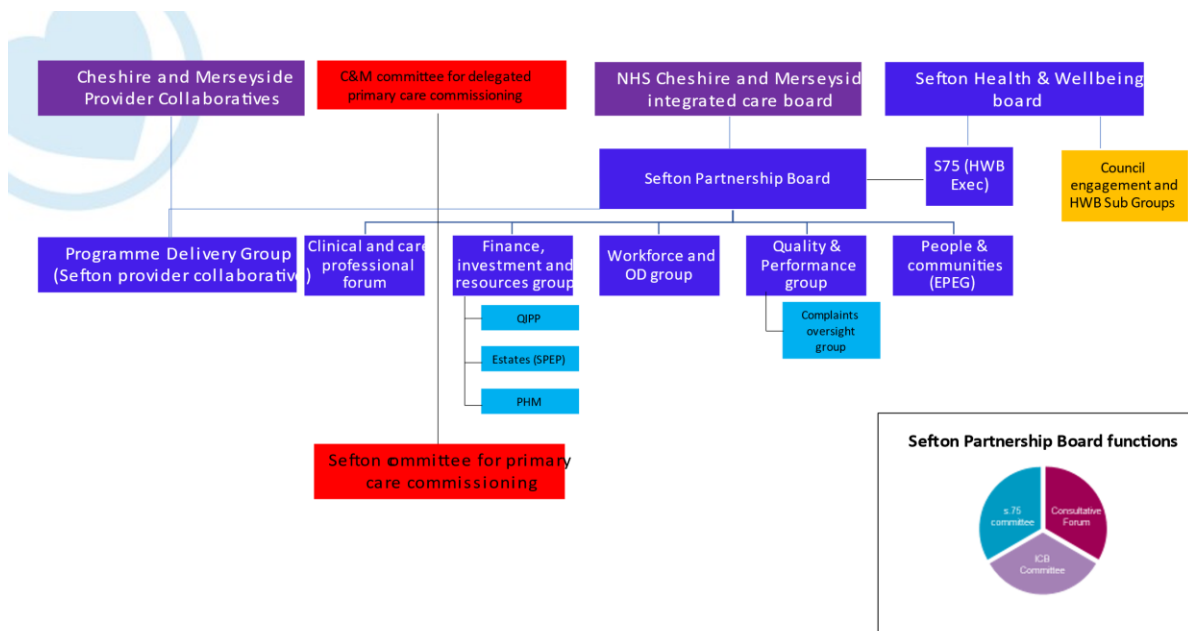 Cheshire and Merseyside
Provider Collaboratives
C&M committee for delegated
primary care commissioning
NHS Cheshire and Merseysid
integrated care board
Sefton Health & Wellbeing
board
Sefton Partnership Board
S75 (HWB
Exec)
Council
engagement and
HWB Sub Groups
Programme Delivery Group
(Sefton provider collaborative)
Clinical and care
professional
forum
Finance,
investment and
resources group
Workforce and
OD group
Quality &
Performance
group
People &
communities
(EPEG)
QIPP
Estates (SPEP)
PHM
Complaints
oversight
group
Sefton committee for primary
care commissioning
Sefton Partnership Board functions
s.75
committee
Consultative
Forum
ICB
Committee